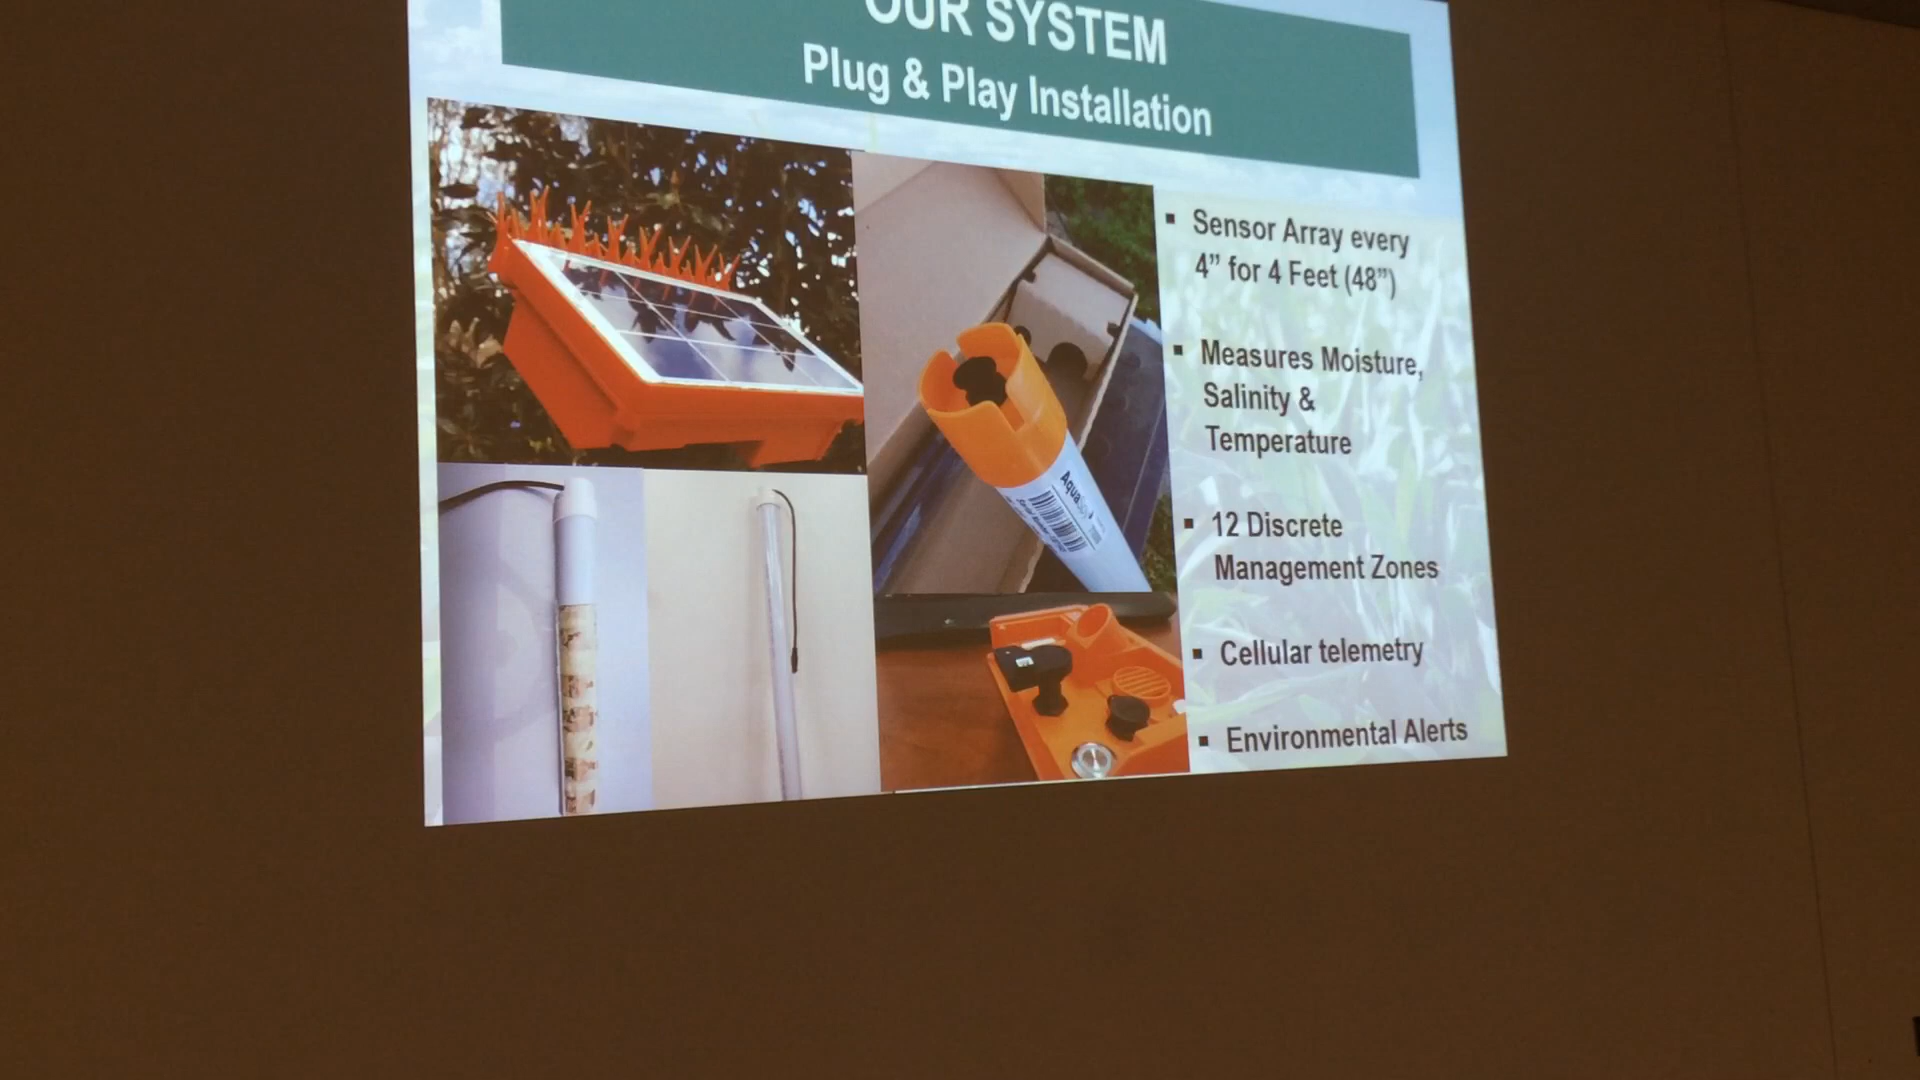 OUR SYSTEM
Plug & Play Installation
▪ Sensor Array every
4” for 4 Feet (48”)
▪ Measures Moisture,
Salinity &
Temperature
▪ 12 Discrete
Management Zones
▪ Cellular telemetry
▪ Environmental Alerts